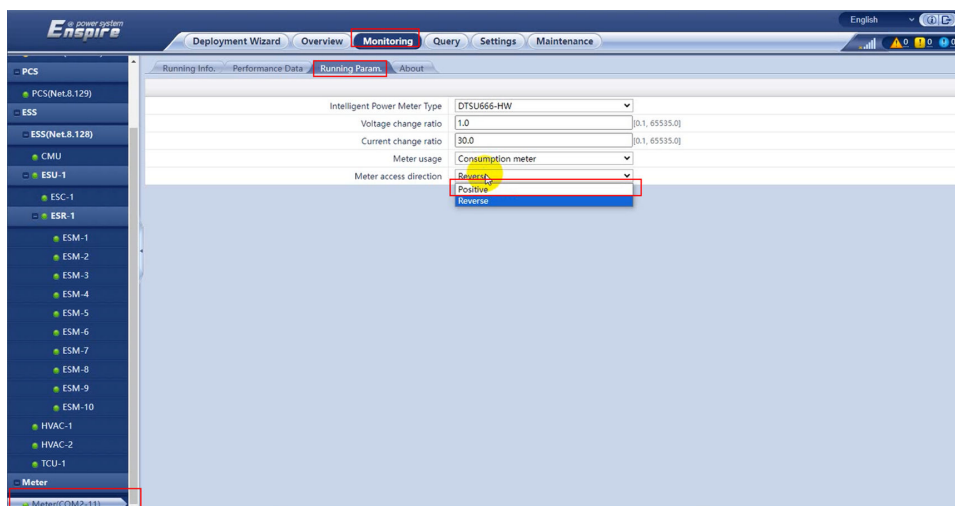 English
@ power system
Enspire
Deployment Wizard Overview Monitoring Query Settings Maintenance
0 0 0
Running Info. Performance Data Running Param. About
PCS
PCS(Net.8.129)
ESS
ESS(Net.8.128)
CMU
ESU-1
ESC-1
ESR-1
ESM-1
ESM-2
ESM-3
ESM-4
ESM-5
ESM-6
ESM-7
ESM-8
ESM-9
ESM-10
HVAC-1
HVAC-2
TCU-1
Meter
Meter(COM2-11)
Intelligent Power Meter Type DTSU666-HW
Voltage change ratio 1.0 [0.1, 65535.0]
Current change ratio 30.0 [0.1, 65535.0]
Meter usage Consumption meter
Meter access direction Reverse
Positive
Reverse